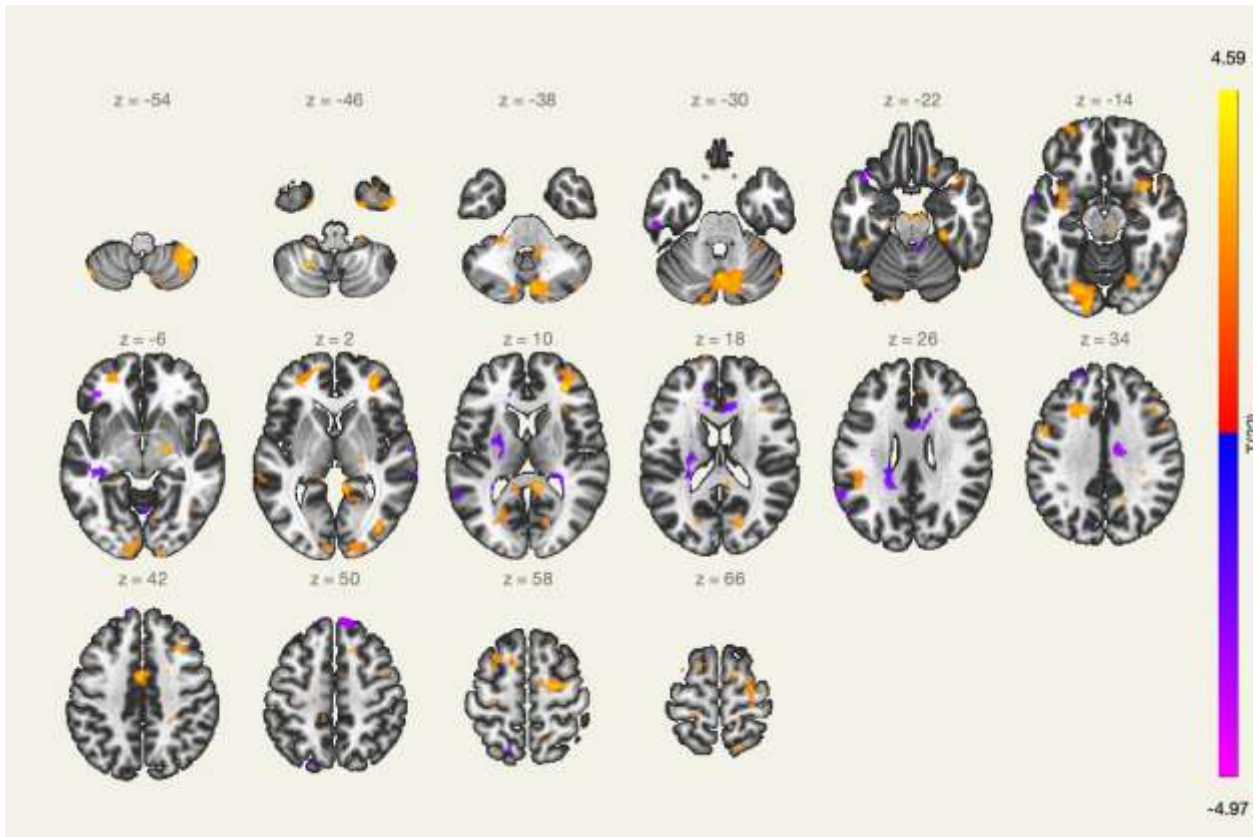 4.59
z = -54 z = -46 z = -38 z = -30 z = -22 z = -14
z = -6 z = 2 z = 10 z = 18 z = 26 z = 34
z = 42 z = 50 z = 58 z = 66
-4.97